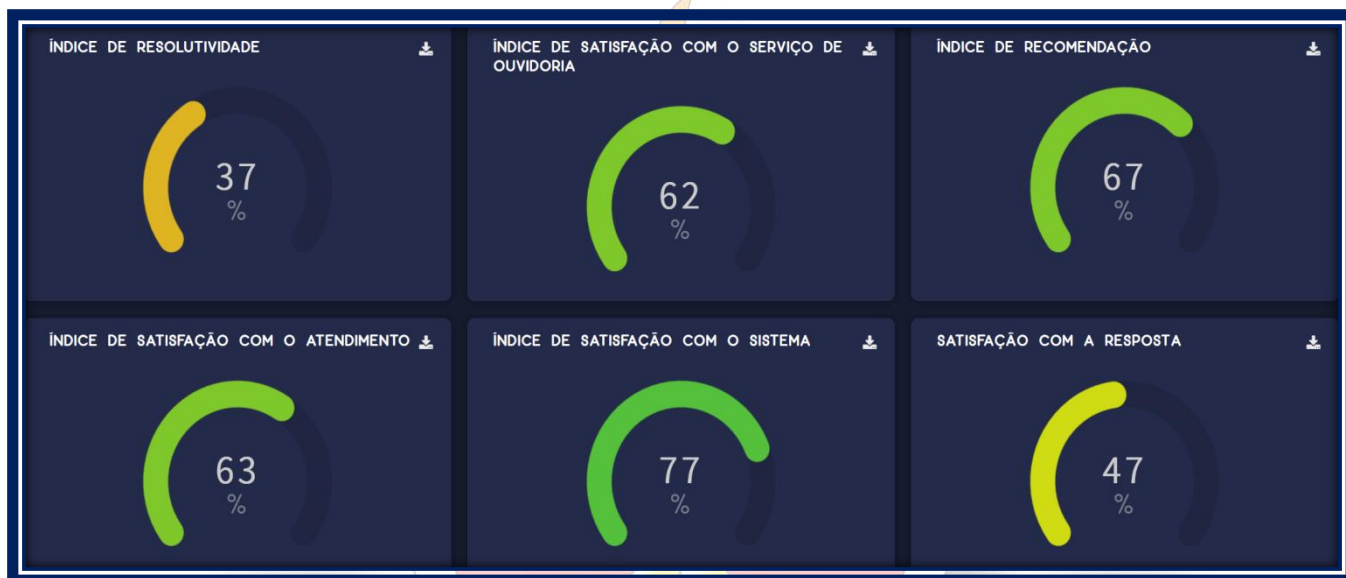 ÍNDICE DE RESOLUTIVIDADE
37
%
ÍNDICE DE SATISFAÇÃO COM O SERVIÇO DE
OUVIDORIA
62
%
ÍNDICE DE RECOMENDAÇÃO
67
%
ÍNDICE DE SATISFAÇÃO COM O ATENDIMENTO
63
%
ÍNDICE DE SATISFAÇÃO COM O SISTEMA
77
%
SATISFAÇÃO COM A RESPOSTA
47
%